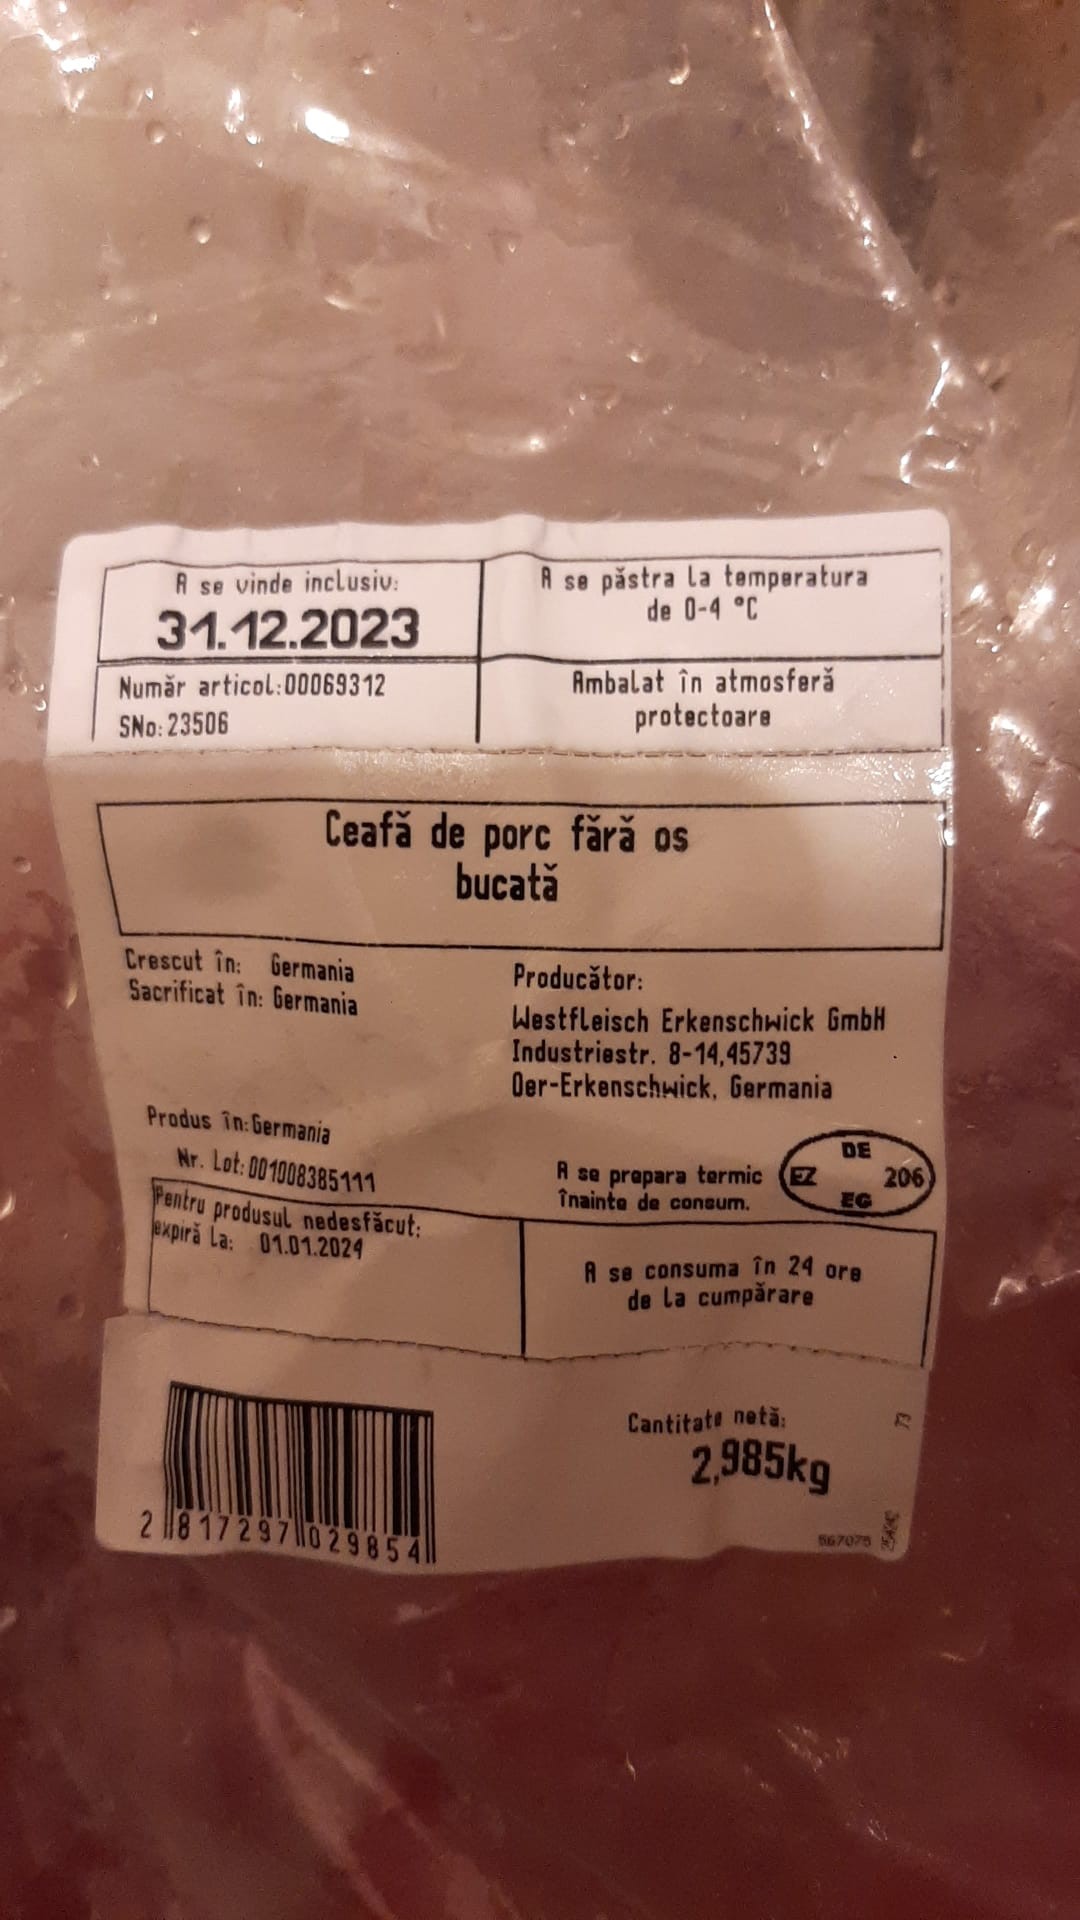 A se vinde inclusiv:
31.12.2023
Număr articol:00069312
SNo: 23506
A se păstra la temperatura
de 0-4 °C
Ambalat în atmosferă
protectoare
Ceafă de porc fără os
bucată
Crescut în: Germania
Sacrificat în: Germania
Producător:
Westfleisch Erkenschwick GmbH
Industriestr. 8-14,45739
Oer-Erkenschwick, Germania
Produs în:Germania
Nr. Lot: 001008385111
A se prepara termic
înainte de consum.
DE
EZ 206
EG
Pentru produsul nedesfăcut:
expiră la: 01.01.2024
A se consuma în 24 ore
de la cumpărare
Cantitate netă:
2,985kg
73
2 817297 029854
567075